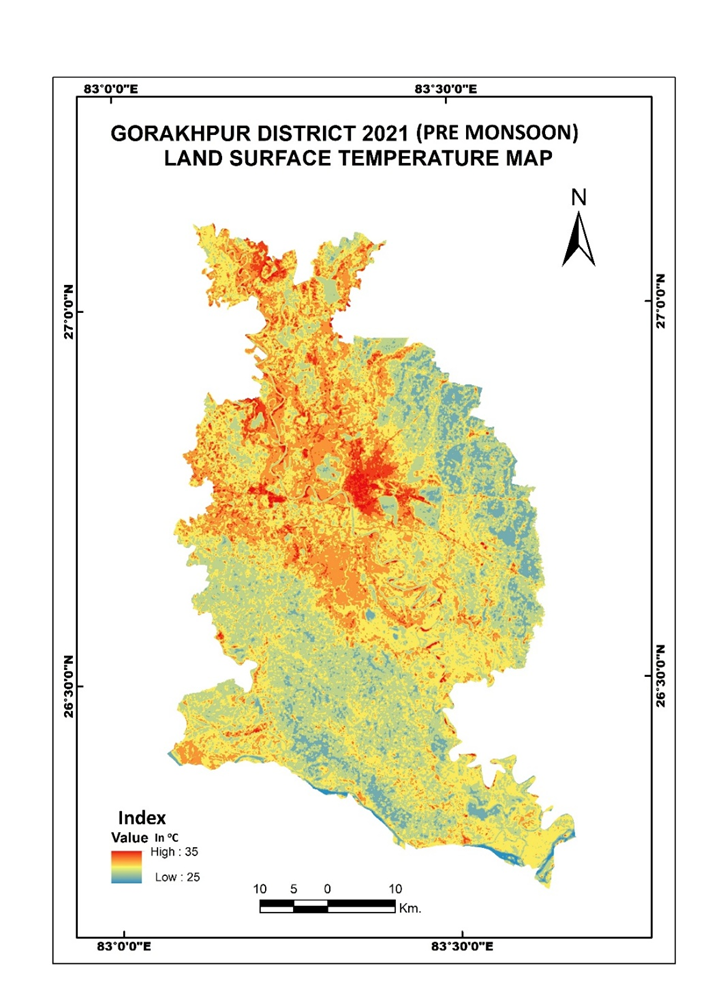 83°0'0"E 83°30'0"E
GORAKHPUR DISTRICT 2021 (PRE MONSOON)
LAND SURFACE TEMPERATURE MAP
N
27°0'0"N 27°0'0"N
26°30'0"N 26°30'0"N
Index
Value In °C
High : 35
Low : 25
10 5 0 10
Km.
83°0'0"E 83°30'0"E